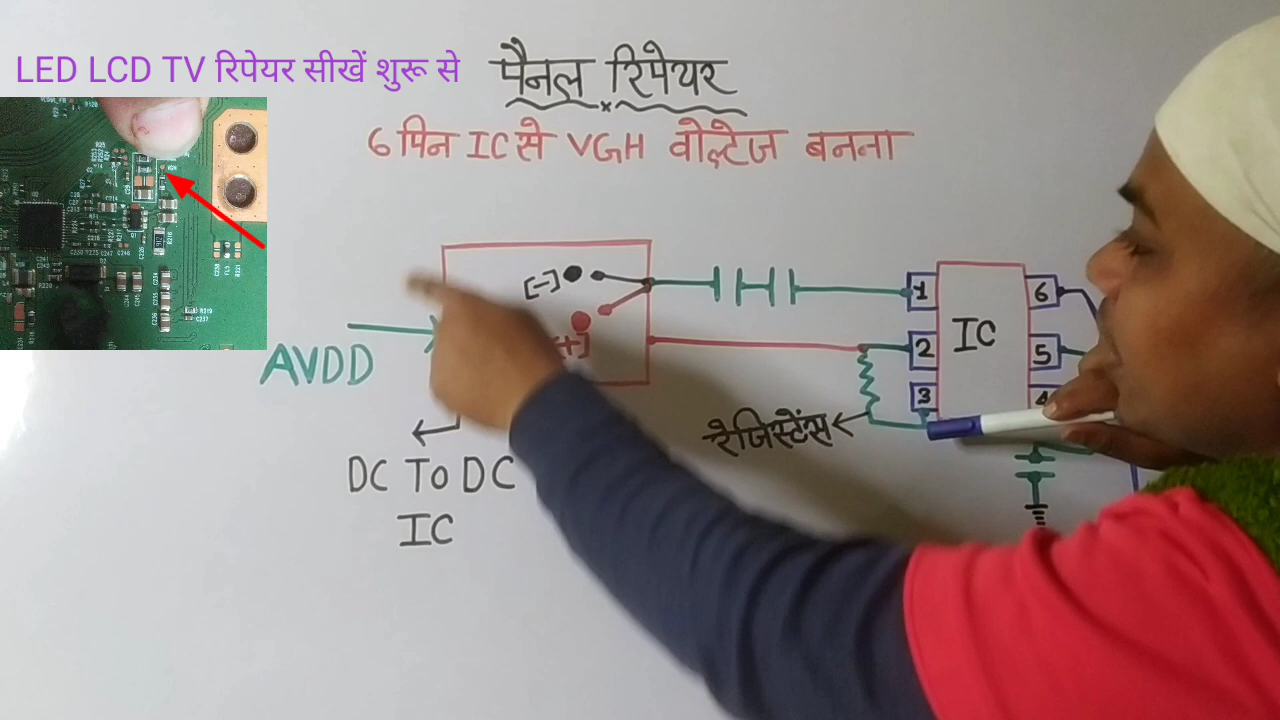 LED LCD TV रिपेयर सीखें शुरू से
पैनल रिपेयर
6 पिन IC से VGH वोल्टेज बनना
[-]
[+]
AVDD
DC To DC
IC
रेजिस्टेंस
1
2
3
IC
6
5
4